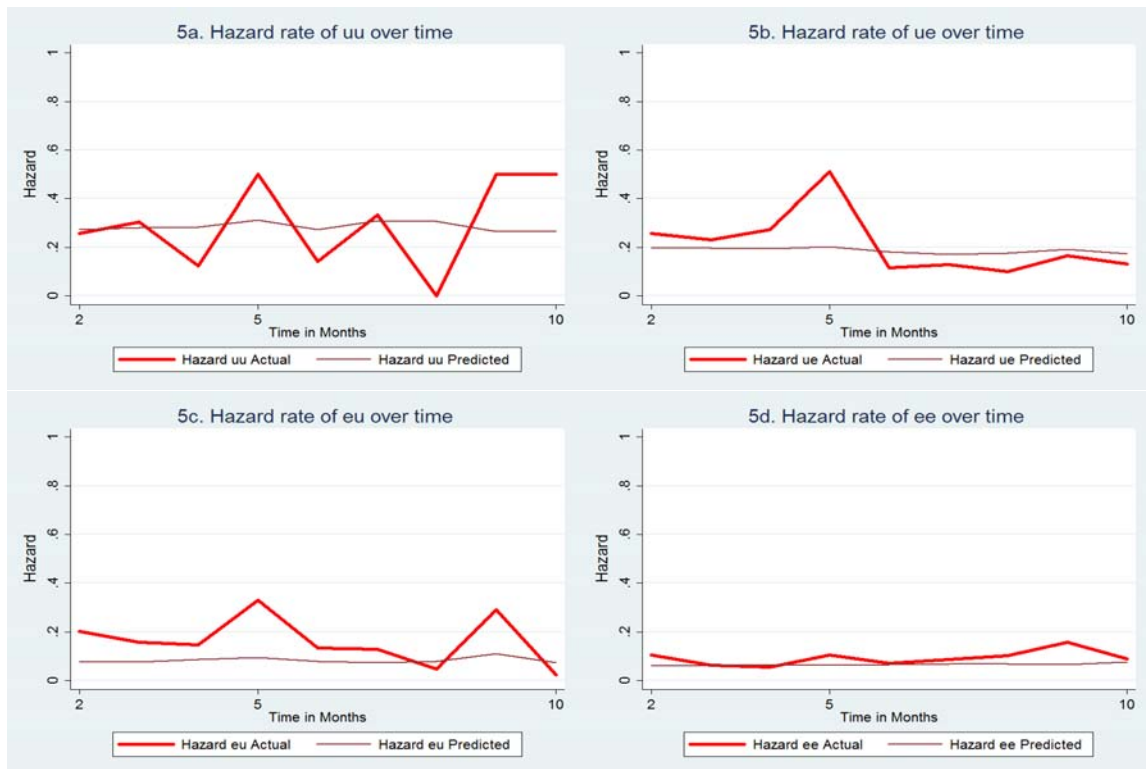 5a. Hazard rate of uu over time
Hazard
1
.8
.6
.4
.2
0
2
5
10
Time in Months
Hazard uu Actual
Hazard uu Predicted
5b. Hazard rate of ue over time
Hazard
1
.8
.6
.4
.2
0
2
5
10
Time in Months
Hazard ue Actual
Hazard ue Predicted
5c. Hazard rate of eu over time
Hazard
1
.8
.6
.4
.2
0
2
5
10
Time in Months
Hazard eu Actual
Hazard eu Predicted
5d. Hazard rate of ee over time
Hazard
1
.8
.6
.4
.2
0
2
5
10
Time in Months
Hazard ee Actual
Hazard ee Predicted